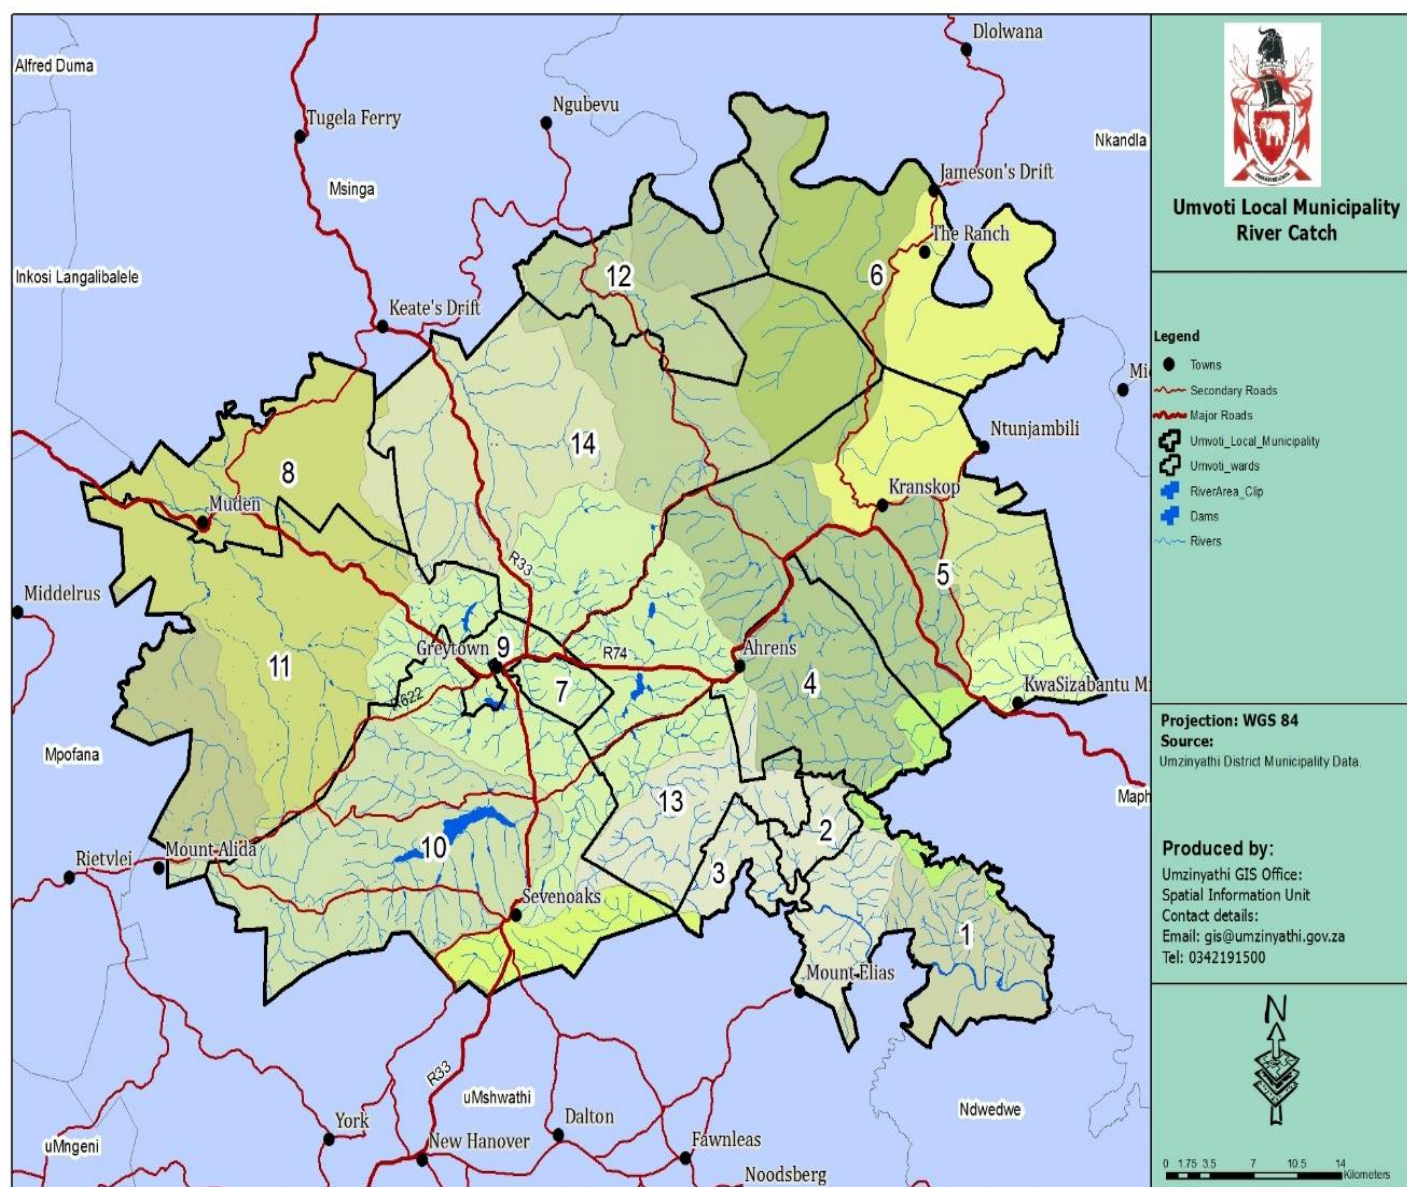 Dlolwana
Alfred Duma
Ngubevu
Tugela Ferry
Nkandla
Msinga
Jameson's Drift
The Ranch
Inkosi Langalibalele
12
6
Keate's Drift
Ntunjambili
14
8
Kranskop
Muden
R33
5
Middelrus
Greytown
9
R74
Ahrens
11
7
4
R622
KwaSizabantu Mi
Mpofana
Maph
13
2
10
3
Rietvlei
Mount Alida
Sevenoaks
1
Mount Elias
R33
uMshwathi
Ndwedwe
York
Dalton
uMngeni
New Hanover
Fawnleas
Noodsberg
Umvoti Local Municipality
River Catch
Legend
Towns
Secondary Roads
Major Roads
Umvoti_Local_Municipality
Umvoti_wards
RiverArea_Clip
Dams
Rivers
Projection: WGS 84
Source:
Umzinyathi District Municipality Data.
Produced by:
Umzinyathi GIS Office:
Spatial Information Unit
Contact details:
Email: gis@umzinyathi.gov.za
Tel: 0342191500
N
0 1.75 3.5 7 10.5 14
Kilometers